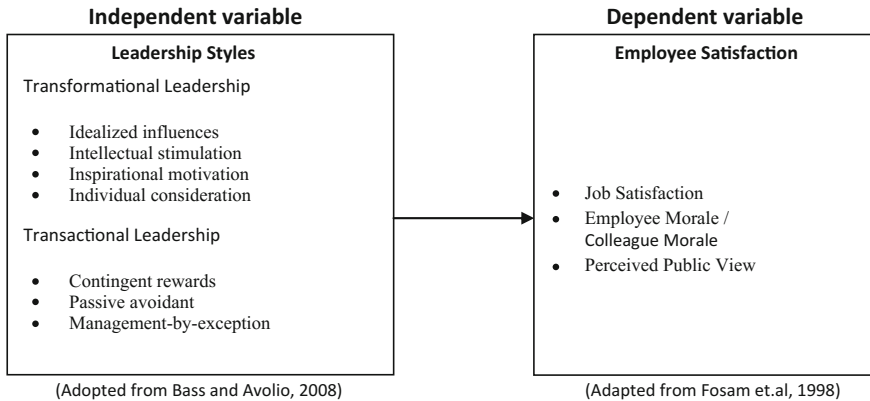 Independent variable
Leadership Styles
Transformational Leadership
• Idealized influences
• Intellectual stimulation
• Inspirational motivation
• Individual consideration
Transactional Leadership
• Contingent rewards
• Passive avoidant
• Management-by-exception
(Adopted from Bass and Avolio, 2008)
Dependent variable
Employee Satisfaction
• Job Satisfaction
• Employee Morale /
Colleague Morale
• Perceived Public View
(Adapted from Fosam et.al, 1998)